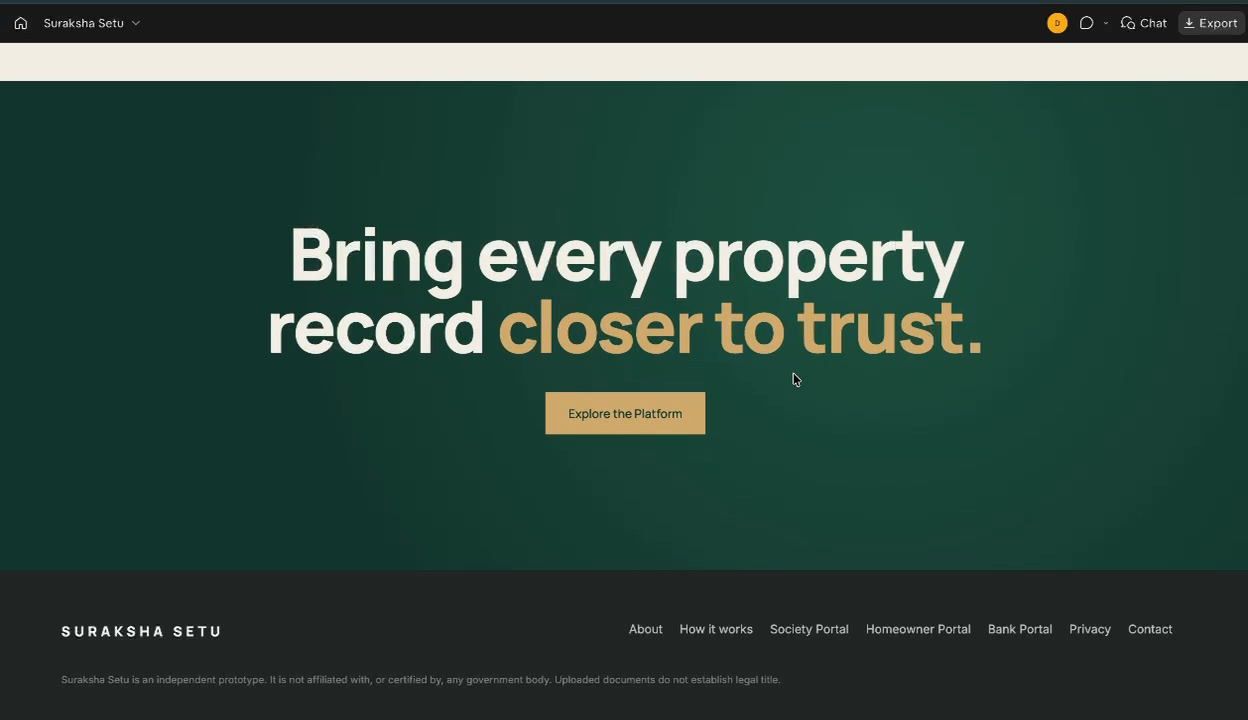 Suraksha Setu
D
Chat
Export
Bring every property
record closer to trust.
Explore the Platform
SURAKSHA SETU
About
How it works
Society Portal
Homeowner Portal
Bank Portal
Privacy
Contact
Suraksha Setu is an independent prototype. It is not affiliated with, or certified by, any government body. Uploaded documents do not establish legal title.